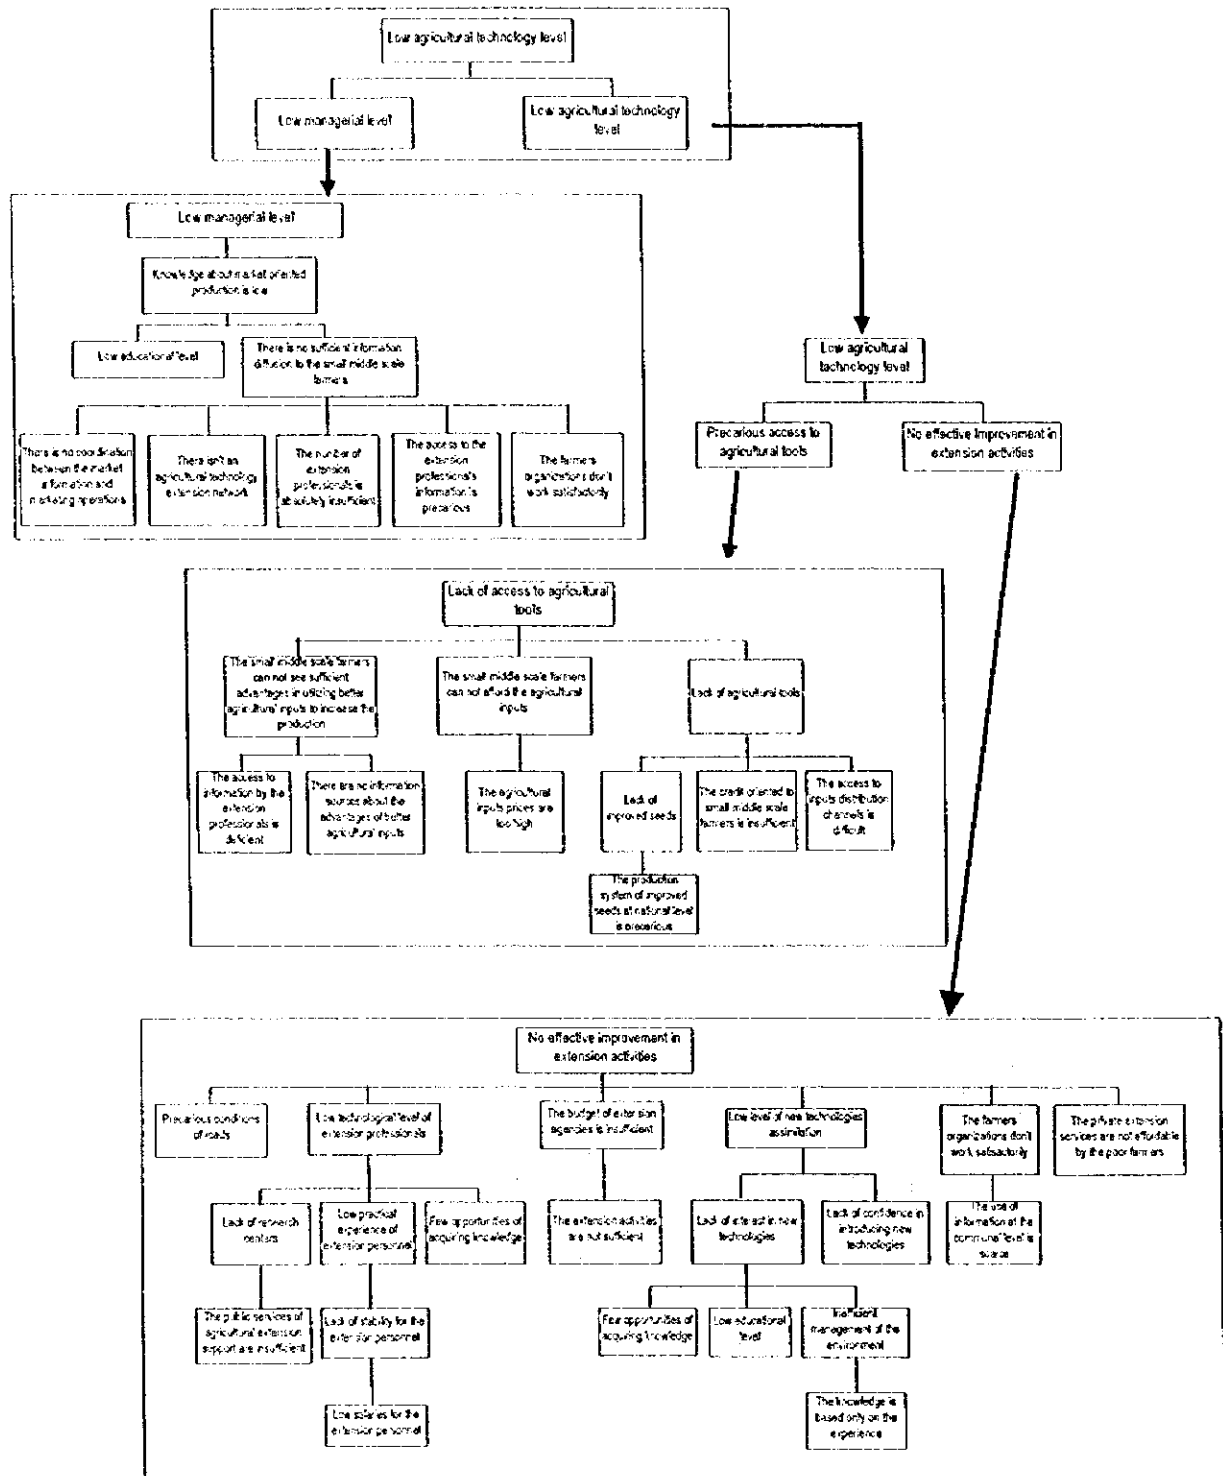 Low agricultural technology level
Low managerial level
Low agricultural technology
level
Low managerial level
Knowledge about market oriented
production is low
Low educational level
There is no sufficient information
diffusion to the small middle scale
farmers
There is no coordination
between the market
information and
marketing operations
There isn't an
agricultural technology
extension network
The number of
extension
professionals is
absolutely insufficient
The access to the
extension
professionals
information is
precarious
The farmers
organizations don't
work satisfactorily
Low agricultural
technology level
Precarious access to
agricultural tools
No effective improvement in
extension activities
Lack of access to agricultural
tools
The small middle scale farmers
can not see sufficient
advantages in utilizing better
agricultural inputs to increase the
production
The small middle scale farmers
can not afford the agricultural
inputs
Lack of agricultural tools
The access to
information by the
extension
professionals is
deficient
There are no information
sources about the
advantages of better
agricultural inputs
The agricultural
inputs prices are
too high
Lack of
improved seeds
The credit oriented to
small middle scale
farmers is insufficient
The access to
inputs distribution
channels is
difficult
The production
system of improved
seeds at national level
is precarious
No effective improvement in
extension activities
Precarious conditions
of roads
Low technological level of
extension professionals
The budget of extension
agencies is insufficient
Low level of new technologies
assimilation
The farmers
organizations don't
work satisfactorily
The private extension
services are not affordable
by the poor farmers
Lack of research
centers
Low practical
experience of
extension personnel
Few opportunities of
acquiring knowledge
The extension activities
are not sufficient
Lack of interest in new
technologies
Lack of confidence in
introducing new
technologies
The use of
information at the
communal level is
scarce
The public services of
agricultural extension
support are insufficient
Lack of stability for the
extension personnel
Few opportunities of
acquiring knowledge
Low educational
level
Inefficient
management of the
environment
Low salaries for the
extension personnel
The knowledge is
based only on the
experience